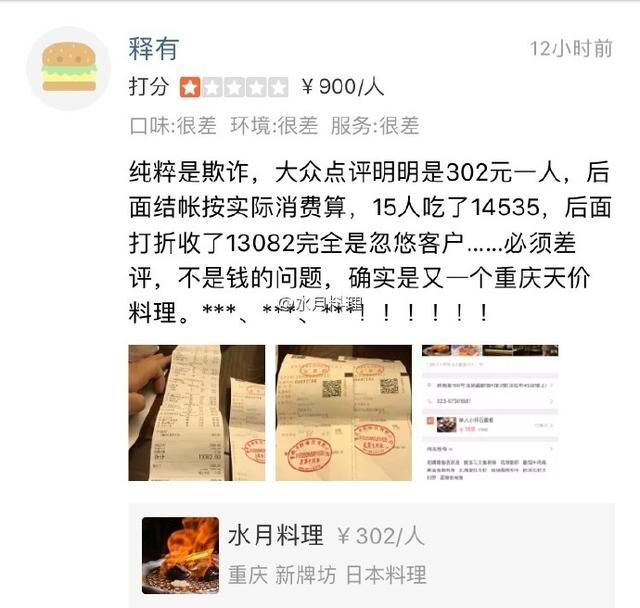 释有
12小时前
打分 ￥900/人
口味:很差 环境:很差 服务:很差
纯粹是欺诈，大众点评明明是302元一人，后
面结帐按实际消费算，15人吃了14535，后面
打折收了13082完全是忽悠客户......必须差
评，不是钱的问题，确实是又一个重庆天价
料理。***、***、***！！！！！！
@水月料理
水月料理 ￥302/人
重庆 新牌坊 日本料理